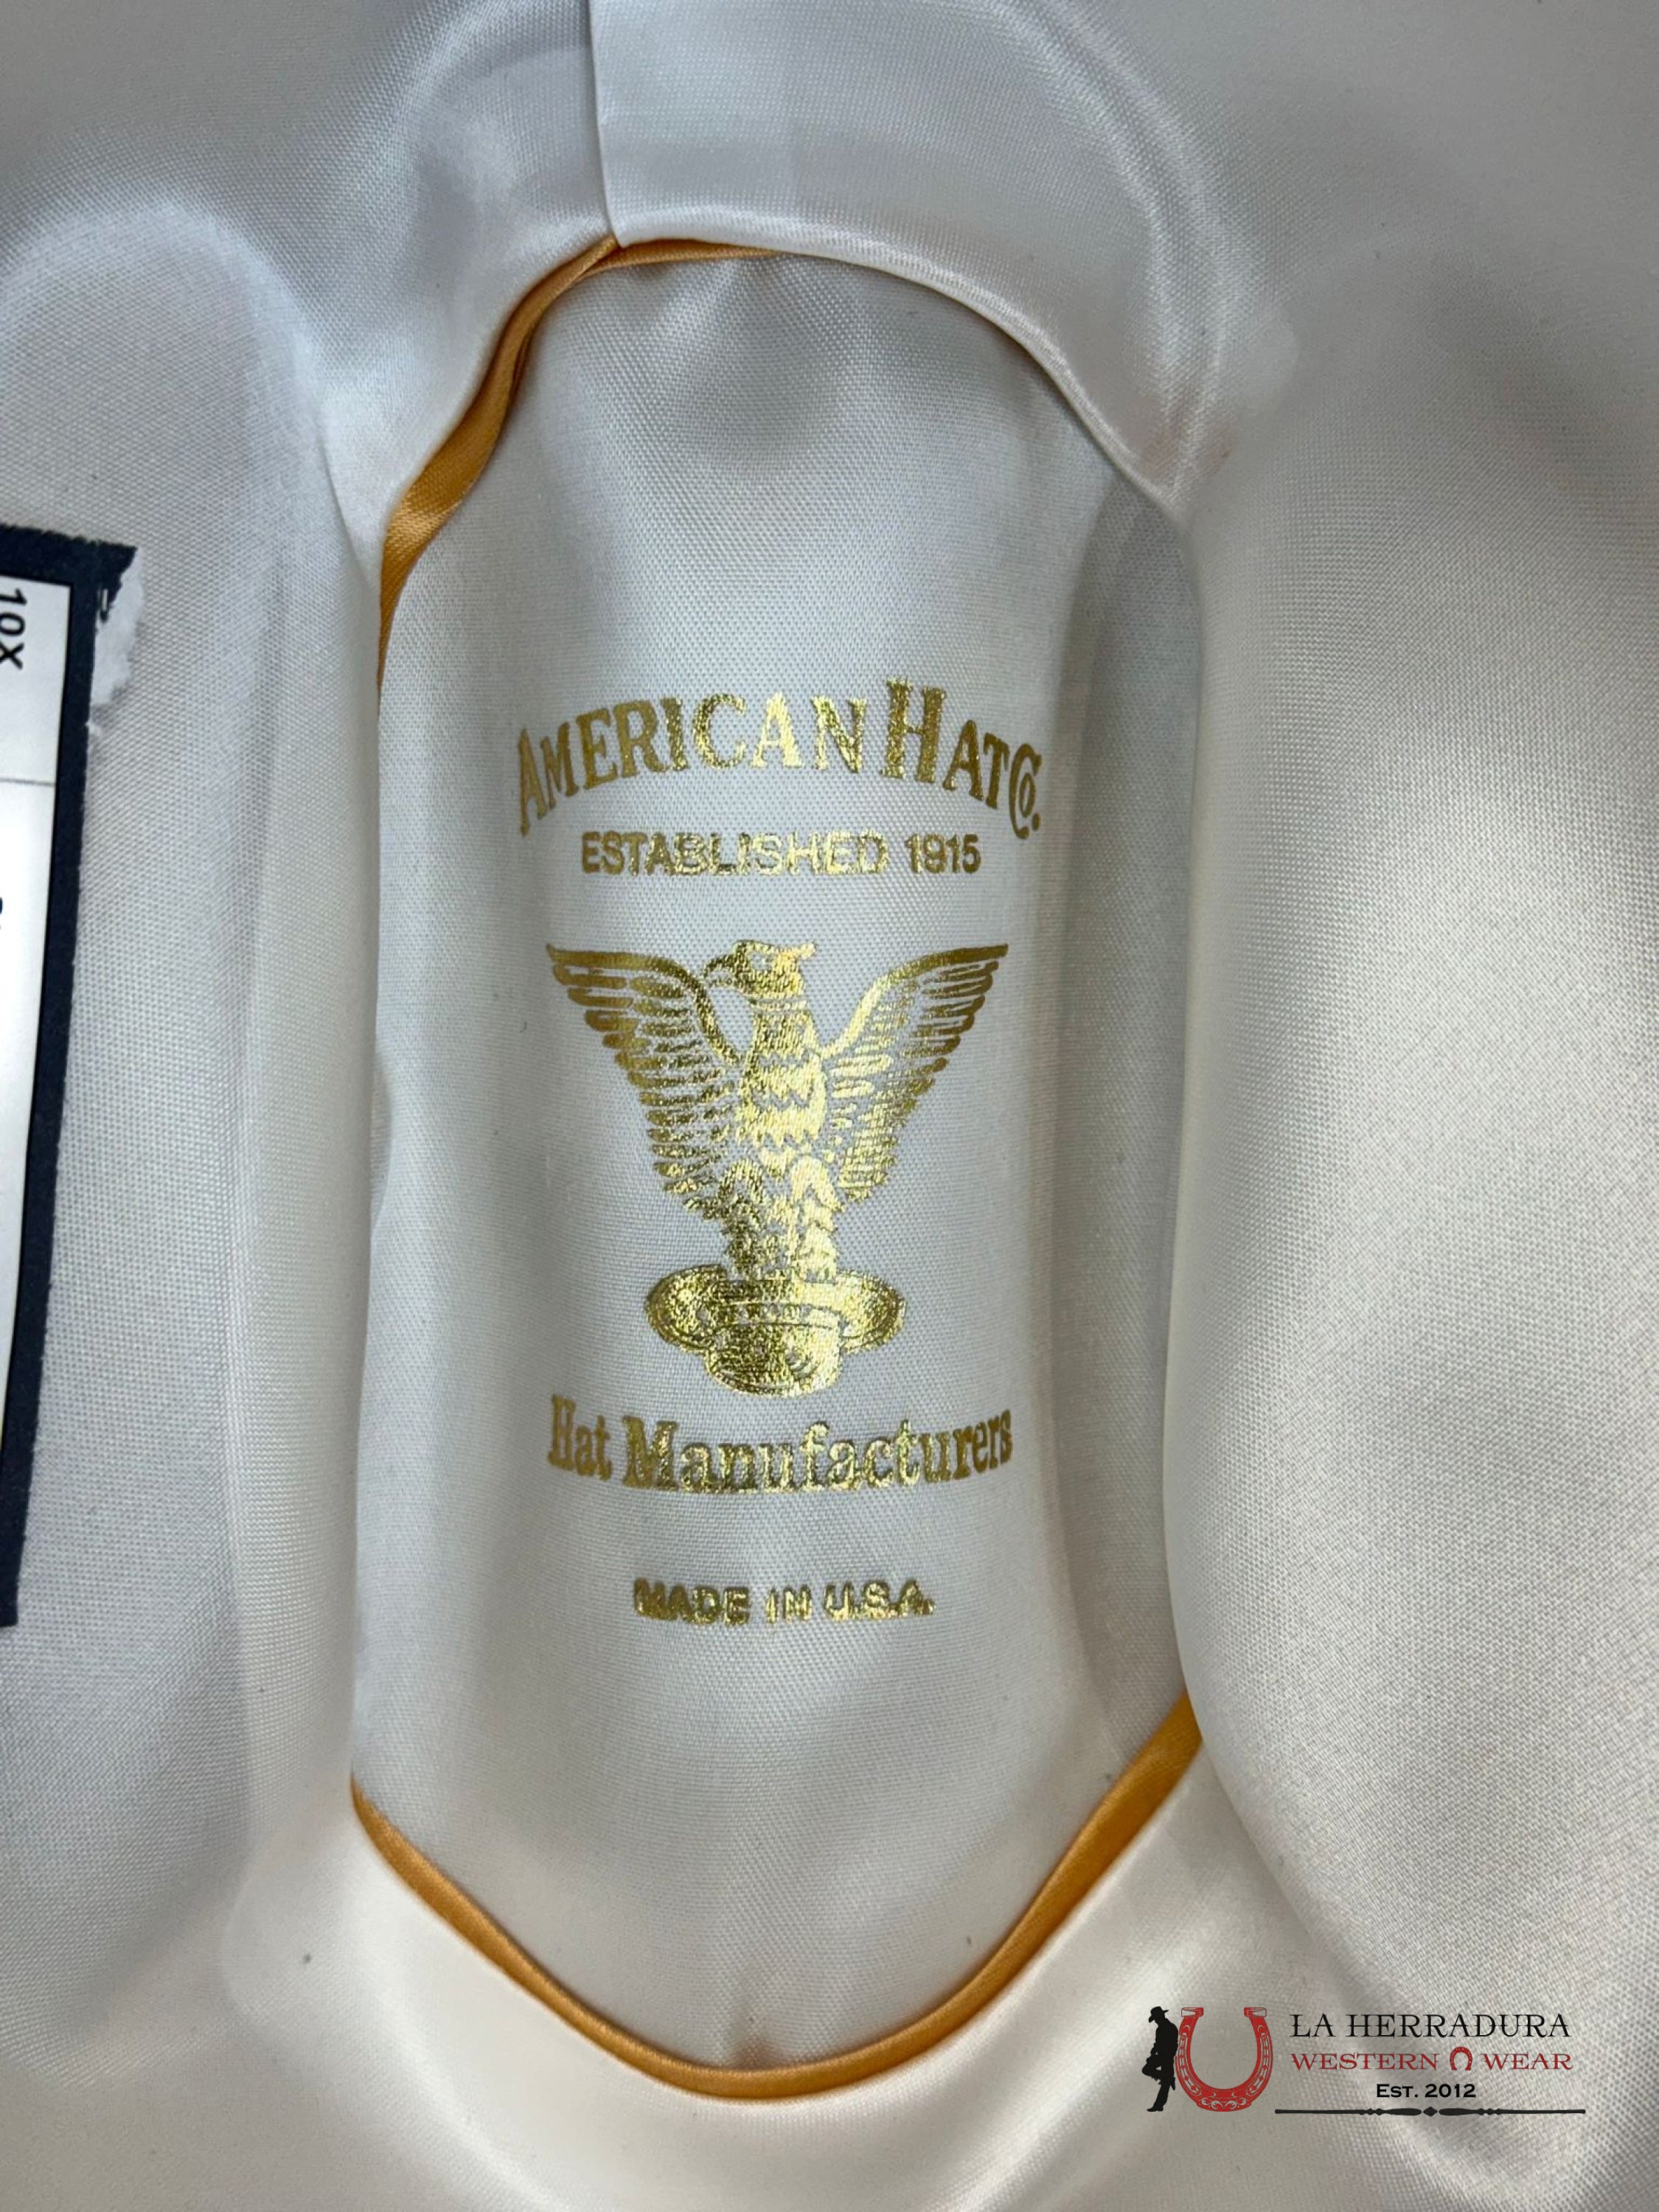 AMERICAN HAT CO.
ESTABLISHED 1915
Hat Manufacturers
MADE IN U.S.A.
10X
LA HERRADURA
WESTERN WEAR
EST. 2012